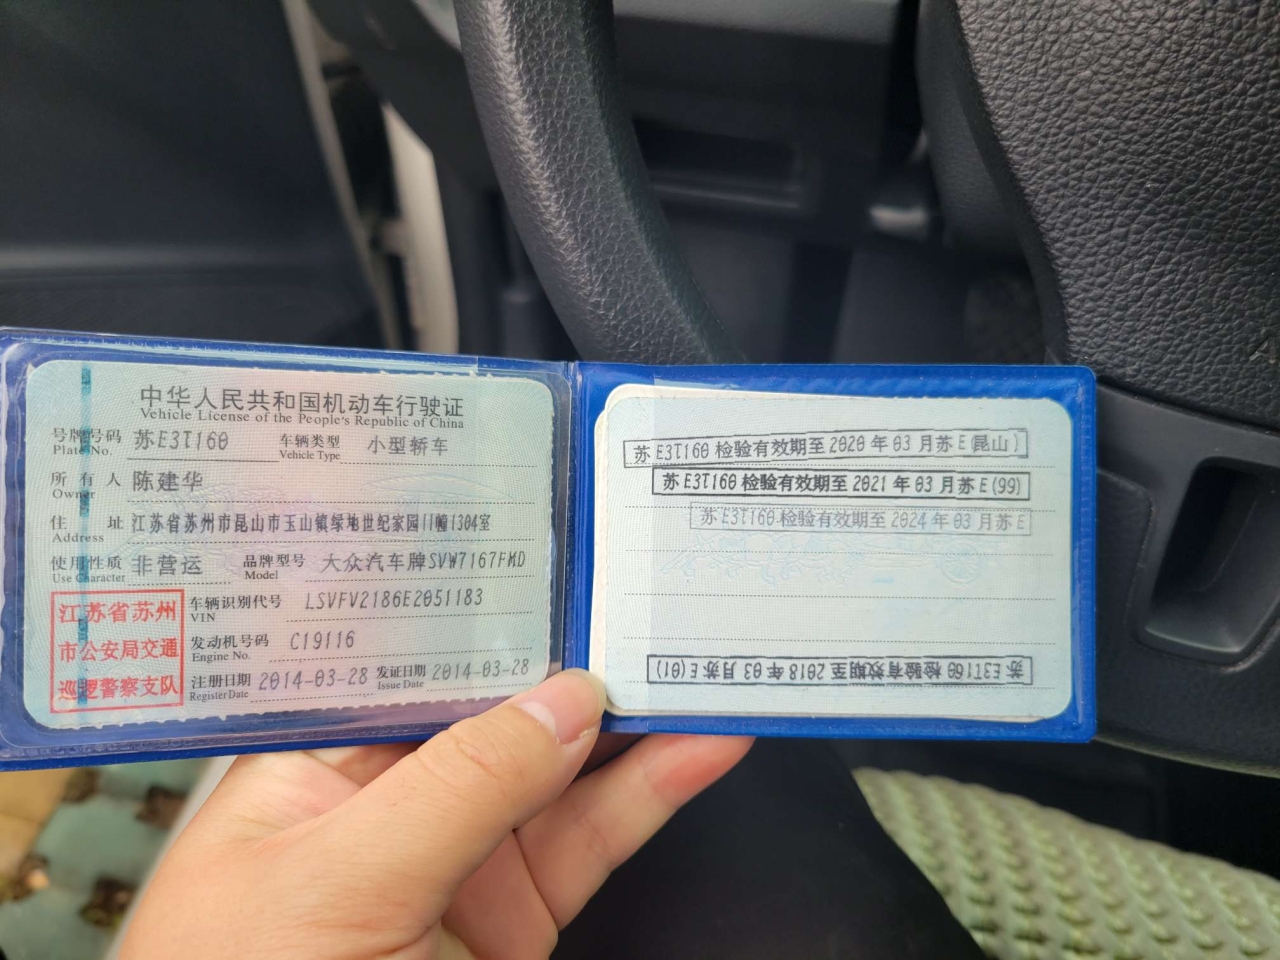 中华人民共和国机动车行驶证
Vehicle License of the People's Republic of China
号牌号码 苏E3T160 车辆类型 小型轿车
Plate No. Vehicle Type
所有人 陈建华
Owner
住址 江苏省苏州市昆山市玉山镇绿地世纪家园11幢1304室
Address
使用性质 非营运 品牌型号 大众汽车牌SVW7167FMD
Use Character Model
江苏省苏州
市公安局交通
巡逻警察支队
车辆识别代号 LSVFV2186E2051183
VIN
发动机号码 C19116
Engine No.
注册日期 2014-03-28 发证日期 2014-03-28
Register Date Issue Date
苏E3T160检验有效期至2020年03月苏E(昆山)
苏E3T160检验有效期至2021年03月苏E(99)
苏E3T160检验有效期至2024年03月苏E
苏E3T160检验有效期至2018年03月苏E(01)